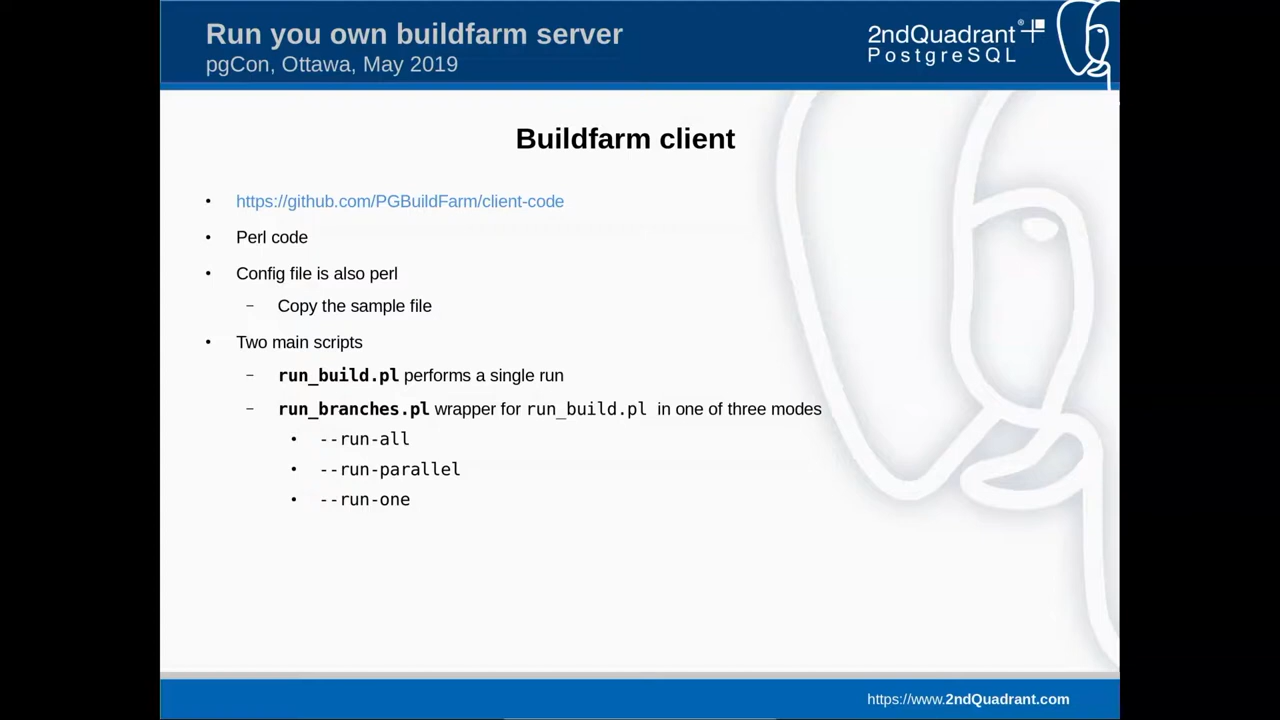 Run you own buildfarm server
pgCon, Ottawa, May 2019
2ndQuadrant®
PostgreSQL
Buildfarm client
• https://github.com/PGBuildFarm/client-code
• Perl code
• Config file is also perl
– Copy the sample file
• Two main scripts
– run_build.pl performs a single run
– run_branches.pl wrapper for run_build.pl in one of three modes
• --run-all
• --run-parallel
• --run-one
https://www.2ndQuadrant.com